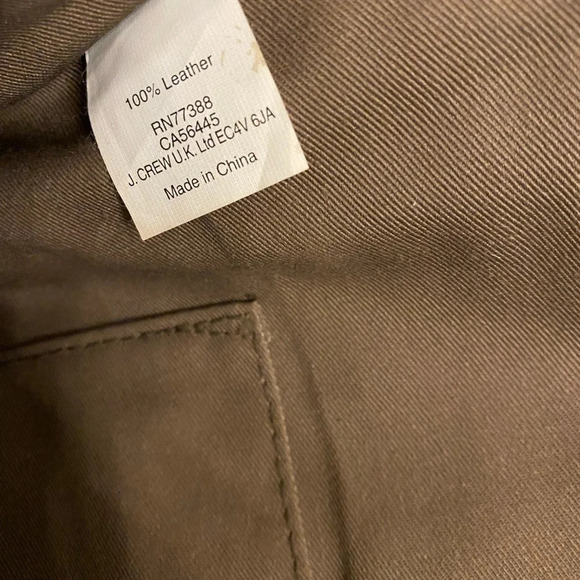 100% Leather
RN77388
CA56445
J. CREW U.K. Ltd EC4V 6JA
Made in China